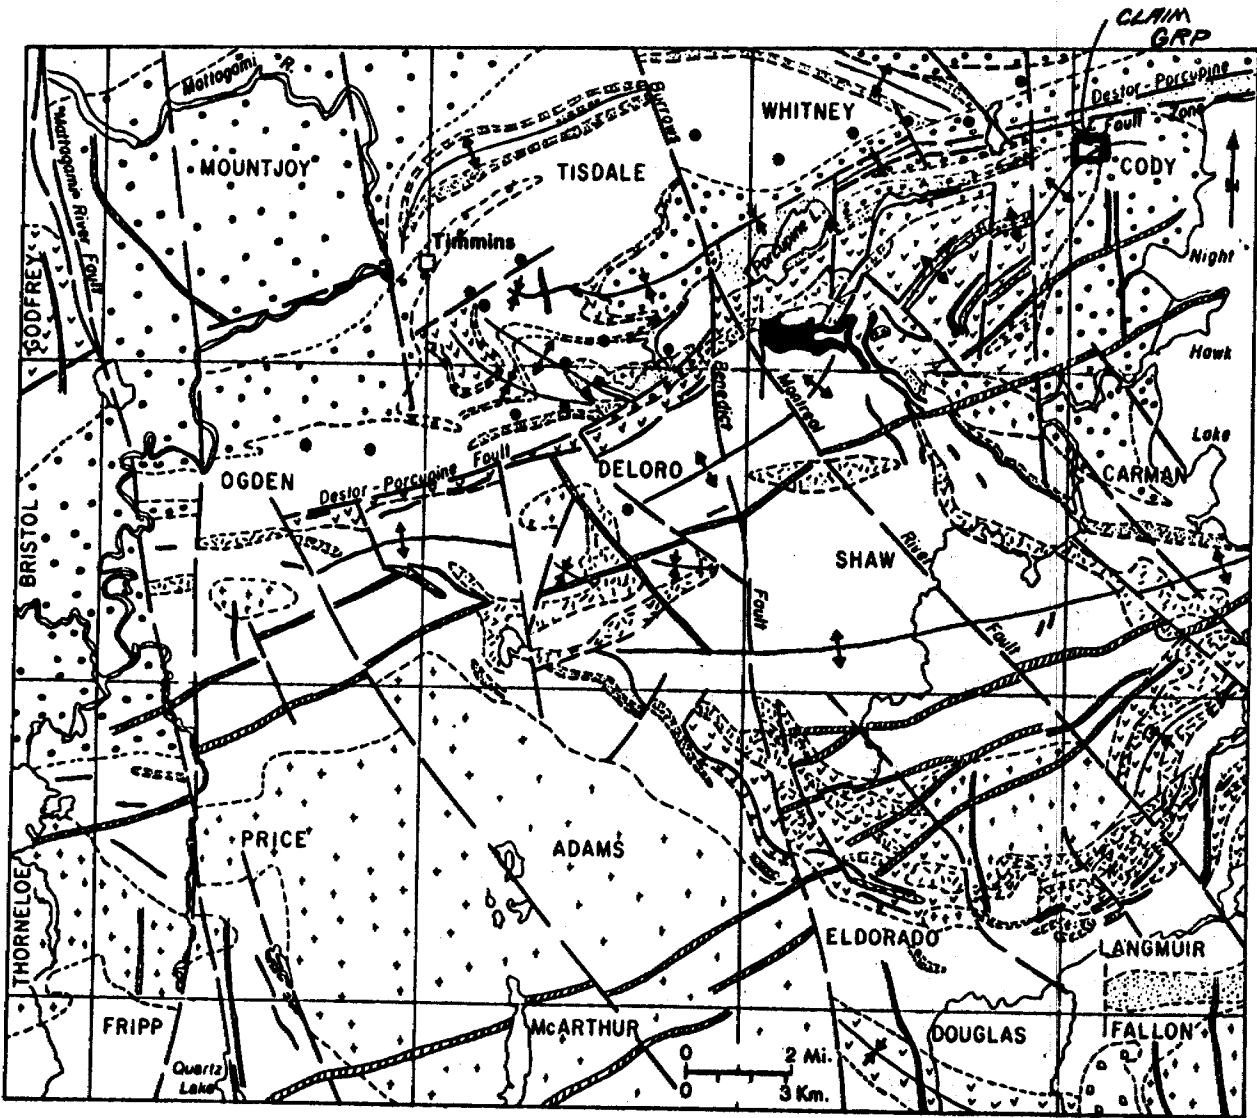 CLAIM
GRP
Mattagami R.
Burrows
WHITNEY
Destor-Porcupine
Fault Zone
MOUNTJOY
TISDALE
CODY
Mattagami River Fault
N
Timmins
Porcupine
Night
GODFREY
Hawk
Benedict
Montreal
Lake
OGDEN
Destor-Porcupine Fault
DELORO
CARMAN
BRISTOL
SHAW
River
Fault
Fault
PRICE
ADAMS
THORNELOE
ELDORADO
LANGMUIR
FRIPP
McARTHUR
DOUGLAS
FALLON
Quartz
Lake
0 2 Mi.
0 3 Km.